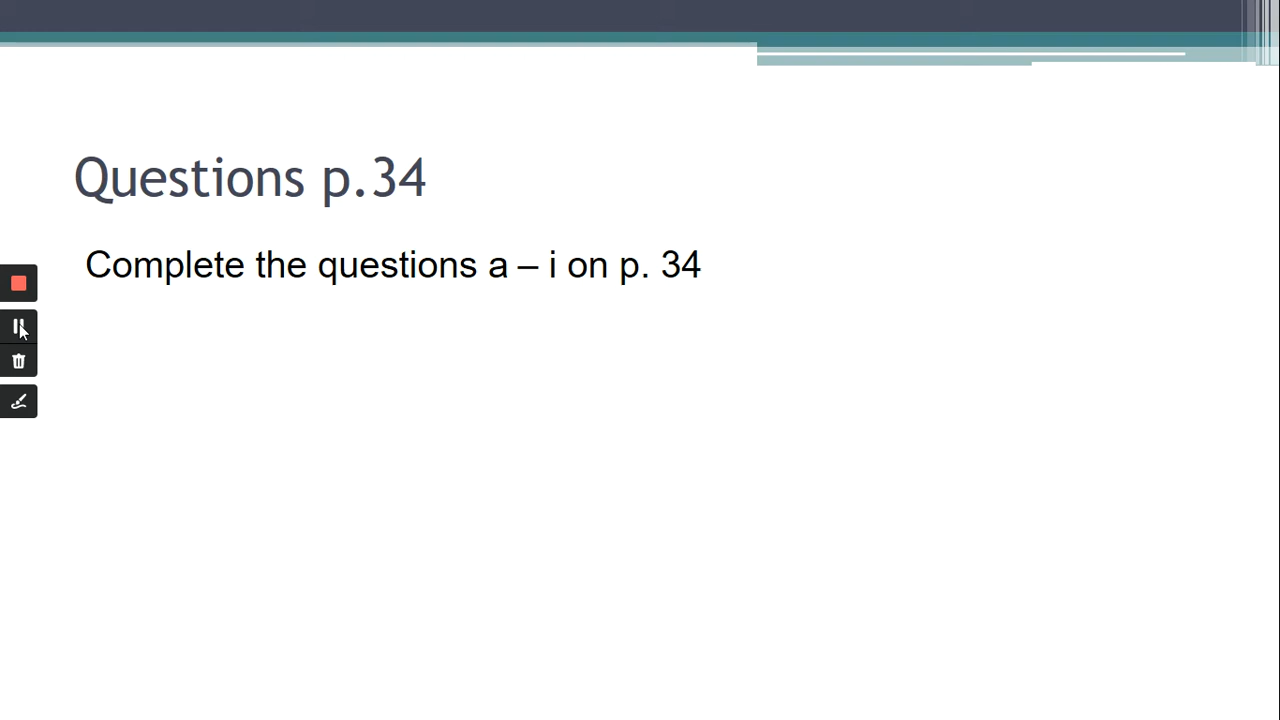 Questions p.34
Complete the questions a – i on p. 34